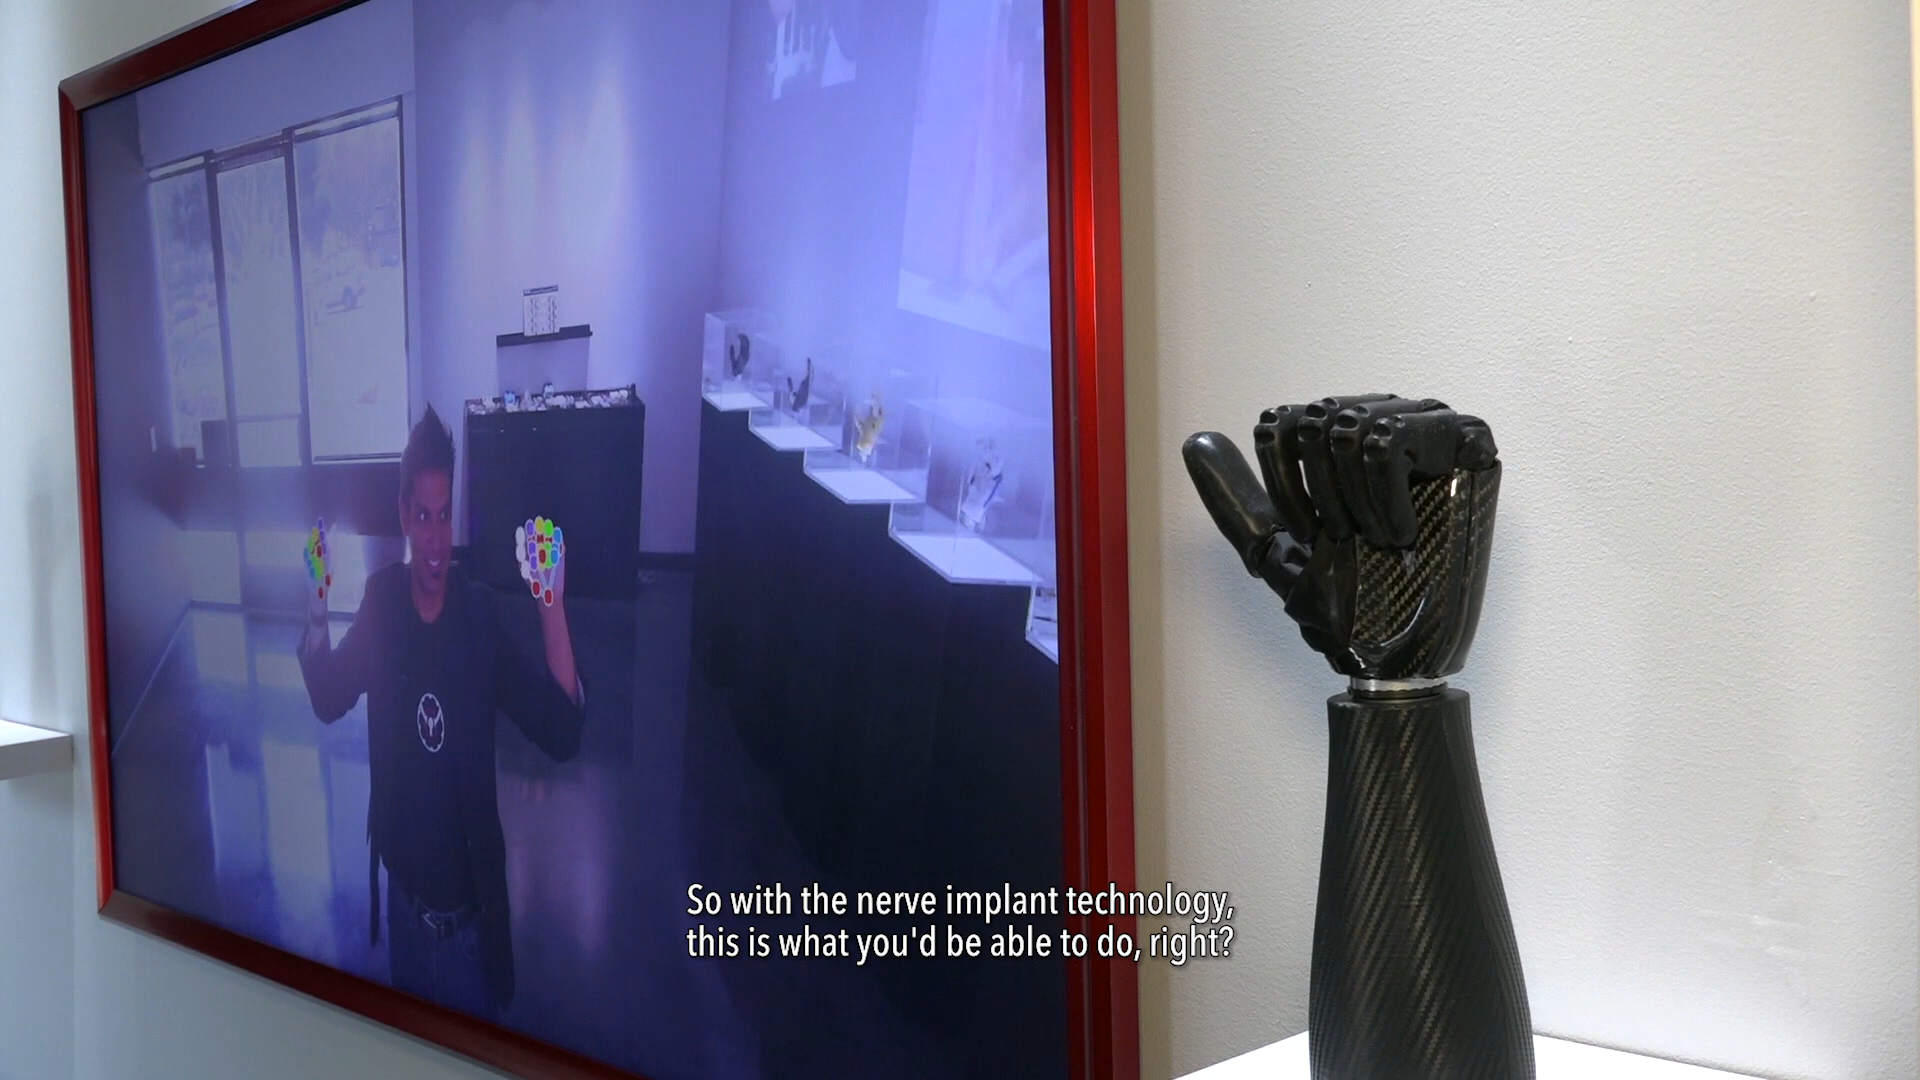 So with the nerve implant technology,
this is what you'd be able to do, right?